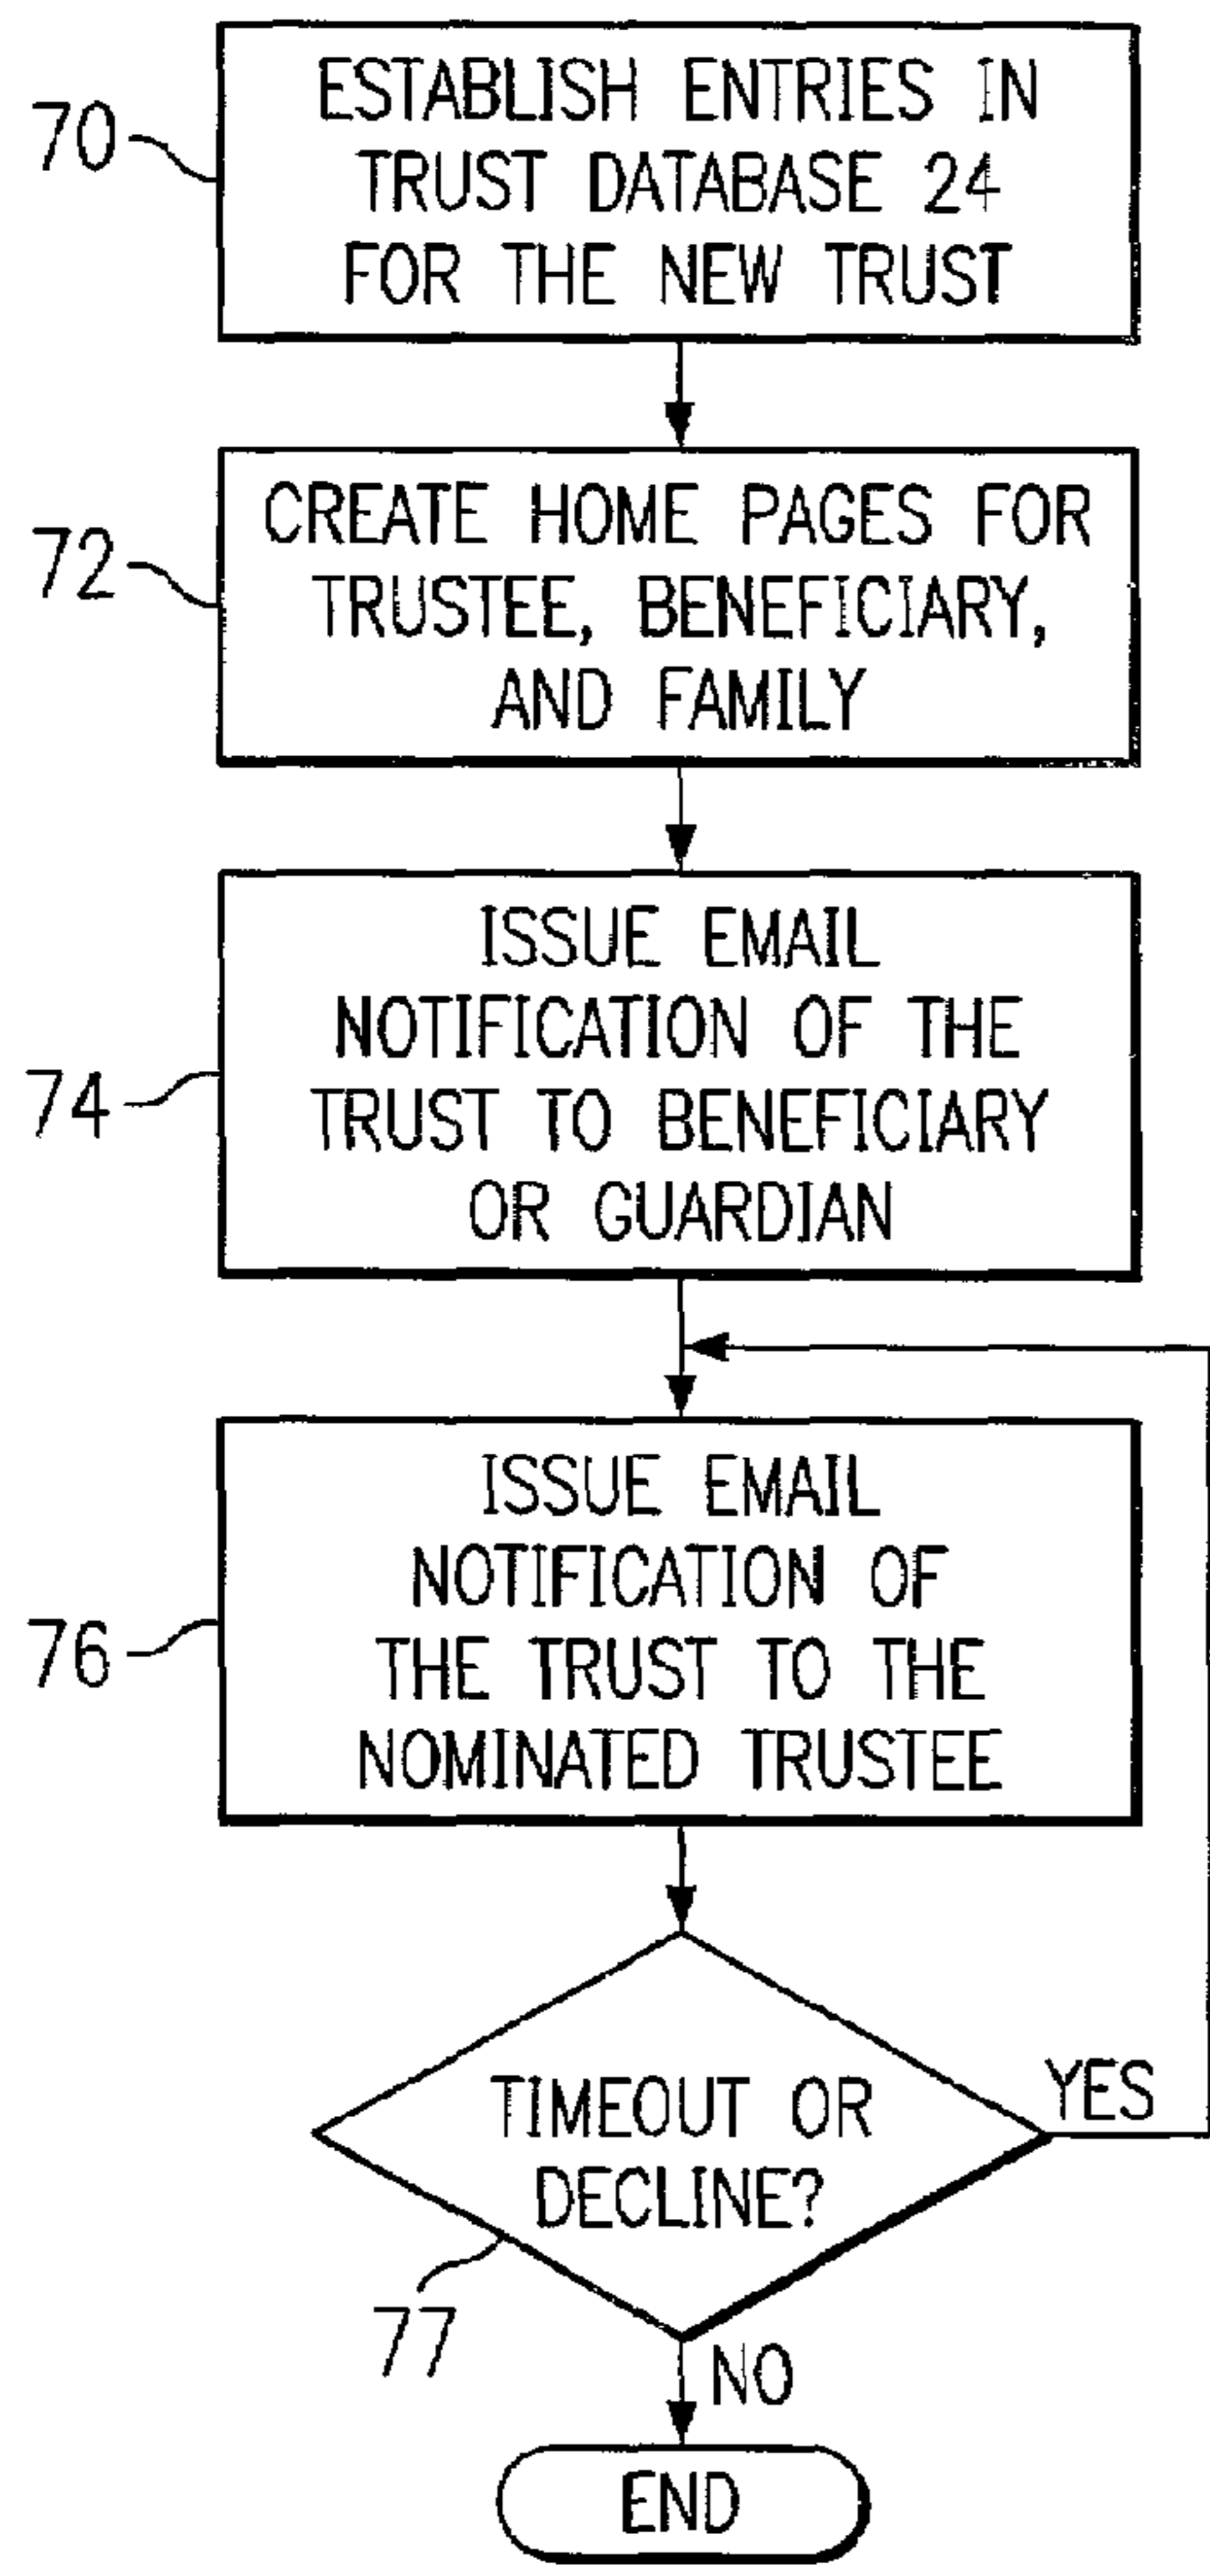 70
ESTABLISH ENTRIES IN
TRUST DATABASE 24
FOR THE NEW TRUST
72
CREATE HOME PAGES FOR
TRUSTEE, BENEFICIARY,
AND FAMILY
74
ISSUE EMAIL
NOTIFICATION OF THE
TRUST TO BENEFICIARY
OR GUARDIAN
76
ISSUE EMAIL
NOTIFICATION OF
THE TRUST TO THE
NOMINATED TRUSTEE
TIMEOUT OR
DECLINE?
YES
77
NO
END